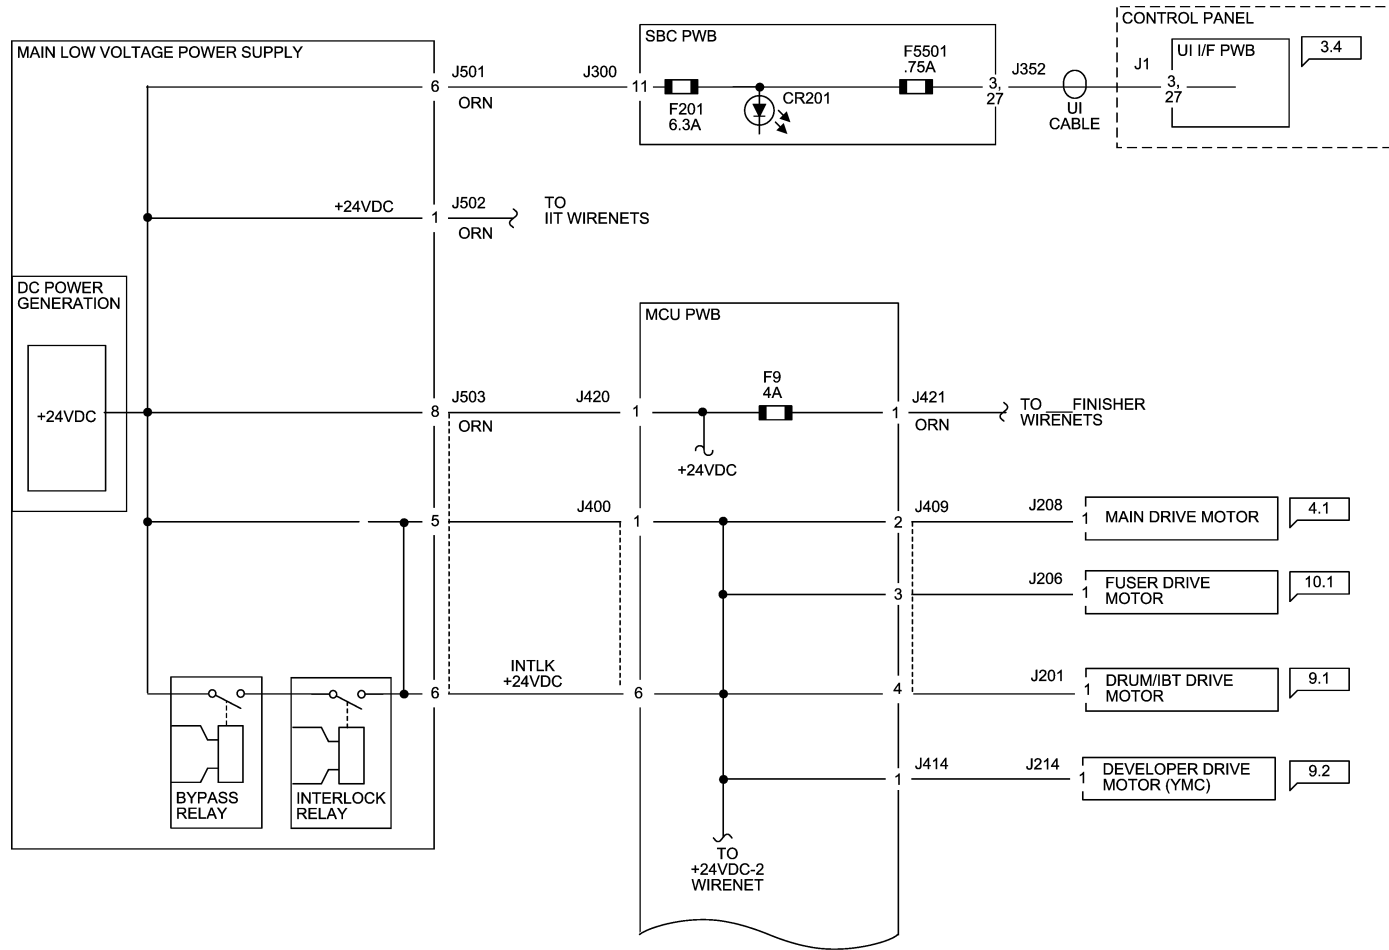 CONTROL PANEL
MAIN LOW VOLTAGE POWER SUPPLY
SBC PWB
F5501
.75A
UI I/F PWB
3.4
6
J501
ORN
J300
11
F201
6.3A
CR201
3,
27
J352
UI
CABLE
J1
3,
27
+24VDC
1
J502
ORN
TO
IIT WIRENETS
DC POWER
GENERATION
+24VDC
MCU PWB
8
J503
ORN
J420
1
+24VDC
F9
4A
1
J421
ORN
TO ___FINISHER
WIRENETS
5
J400
1
2
J409
J208
1
MAIN DRIVE MOTOR
4.1
3
J206
1
FUSER DRIVE
MOTOR
10.1
6
INTLK
+24VDC
6
4
J201
1
DRUM/IBT DRIVE
MOTOR
9.1
BYPASS
RELAY
INTERLOCK
RELAY
1
J414
J214
1
DEVELOPER DRIVE
MOTOR (YMC)
9.2
TO
+24VDC-2
WIRENET